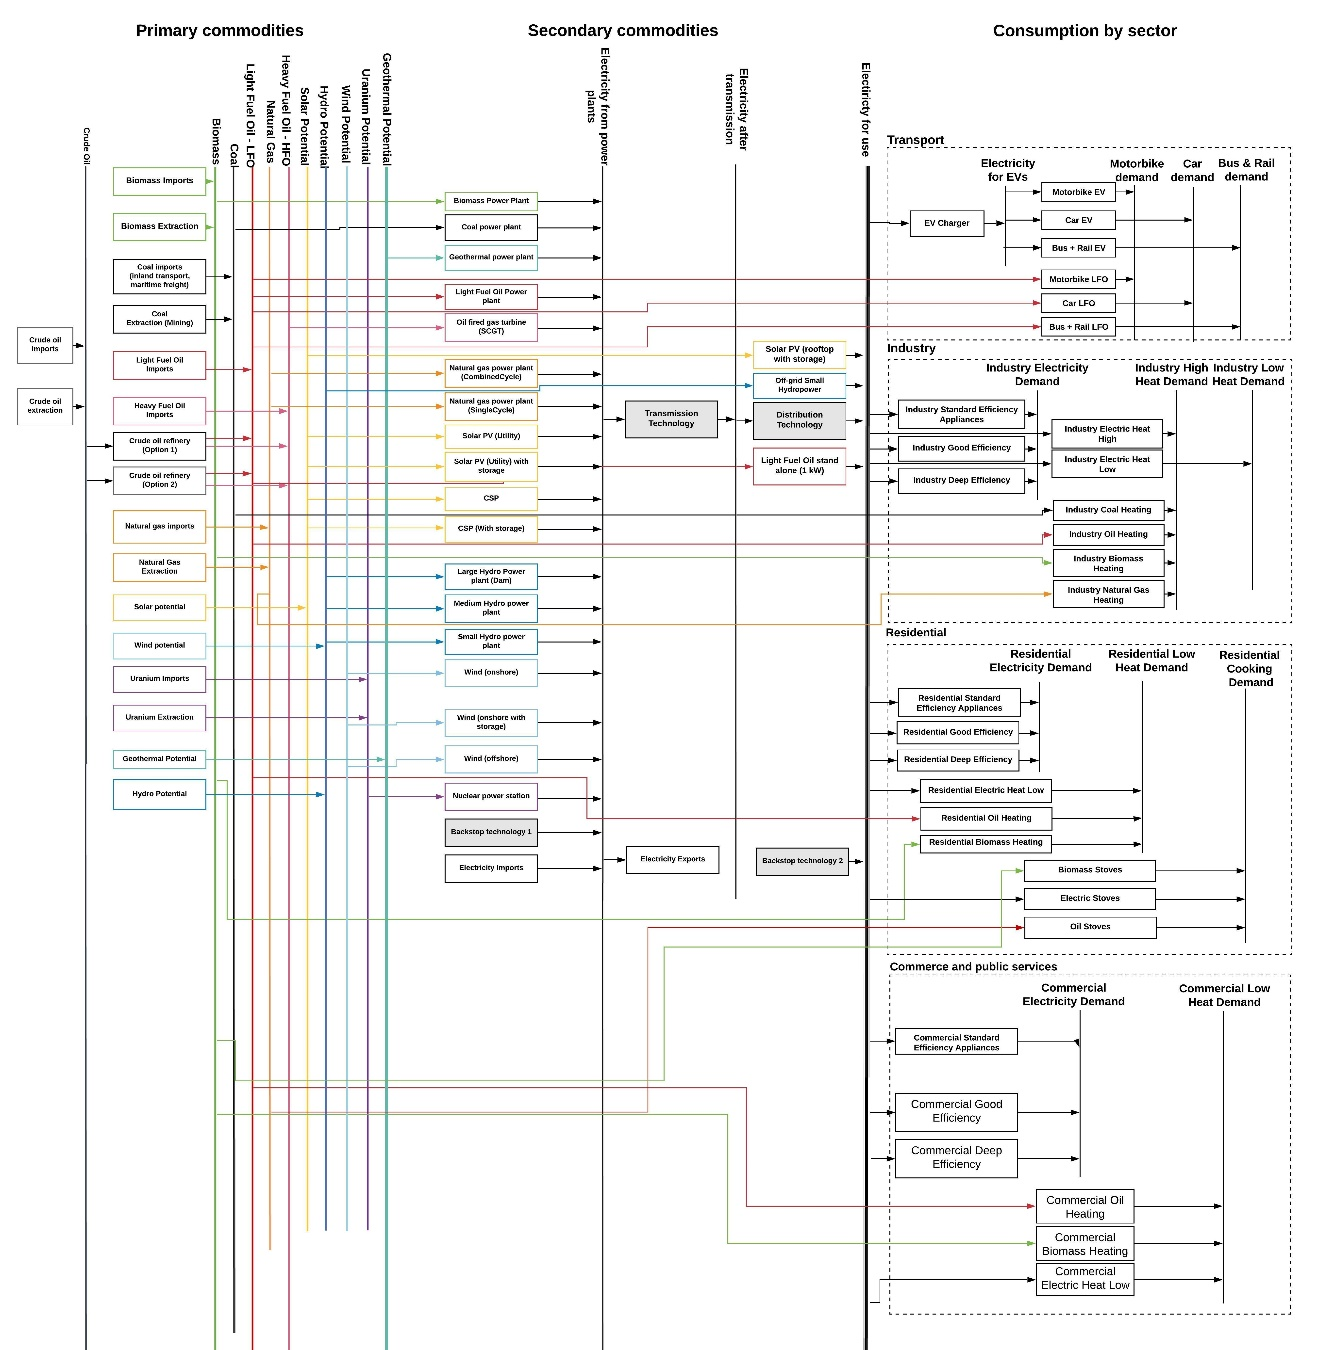 Primary commodities
Secondary commodities
Consumption by sector
Crude Oil
Biomass
Coal
Light Fuel Oil - LFO
Natural Gas
Heavy Fuel Oil - HFO
Solar Potential
Hydro Potential
Wind Potential
Uranium Potential
Geothermal Potential
Electricity from power
plants
Electricity after
transmission
Electiricty for use
Crude oil
imports
Crude oil
extraction
Biomass Imports
Biomass Extraction
Coal imports
(inland transport,
maritime freight)
Coal
Extraction (Mining)
Light Fuel Oil
Imports
Heavy Fuel Oil
Imports
Crude oil refinery
(Option 1)
Crude oil refinery
(Option 2)
Natural gas imports
Natural Gas
Extraction
Solar potential
Wind potential
Uranium Imports
Uranium Extraction
Geothermal Potential
Hydro Potential
Biomass Power Plant
Coal power plant
Geothermal power plant
Light Fuel Oil Power
plant
Oil fired gas turbine
(SCGT)
Natural gas power plant
(CombinedCycle)
Natural gas power plant
(SingleCycle)
Solar PV (Utility)
Solar PV (Utility) with
storage
CSP
CSP (With storage)
Large Hydro Power
plant (Dam)
Medium Hydro power
plant
Small Hydro power
plant
Wind (onshore)
Wind (onshore with
storage)
Wind (offshore)
Nuclear power station
Backstop technology 1
Electricity Imports
Transmission
Technology
Electricity Exports
Solar PV (rooftop
with storage)
Off-grid Small
Hydropower
Distribution
Technology
Light Fuel Oil stand
alone (1 kW)
Backstop technology 2
Transport
Electricity
for EVs
Motorbike
demand
Car
demand
Bus & Rail
demand
EV Charger
Motorbike EV
Car EV
Bus + Rail EV
Motorbike LFO
Car LFO
Bus + Rail LFO
Industry
Industry Electricity
Demand
Industry High
Heat Demand
Industry Low
Heat Demand
Industry Standard Efficiency
Appliances
Industry Good Efficiency
Industry Deep Efficiency
Industry Electric Heat
High
Industry Electric Heat
Low
Industry Coal Heating
Industry Oil Heating
Industry Biomass
Heating
Industry Natural Gas
Heating
Residential
Residential
Electricity Demand
Residential Low
Heat Demand
Residential
Cooking
Demand
Residential Standard
Efficiency Appliances
Residential Good Efficiency
Residential Deep Efficiency
Residential Electric Heat Low
Residential Oil Heating
Residential Biomass Heating
Biomass Stoves
Electric Stoves
Oil Stoves
Commerce and public services
Commercial
Electricity Demand
Commercial Low
Heat Demand
Commercial Standard
Efficiency Appliances
Commercial Good
Efficiency
Commercial Deep
Efficiency
Commercial Oil
Heating
Commercial
Biomass Heating
Commercial
Electric Heat Low